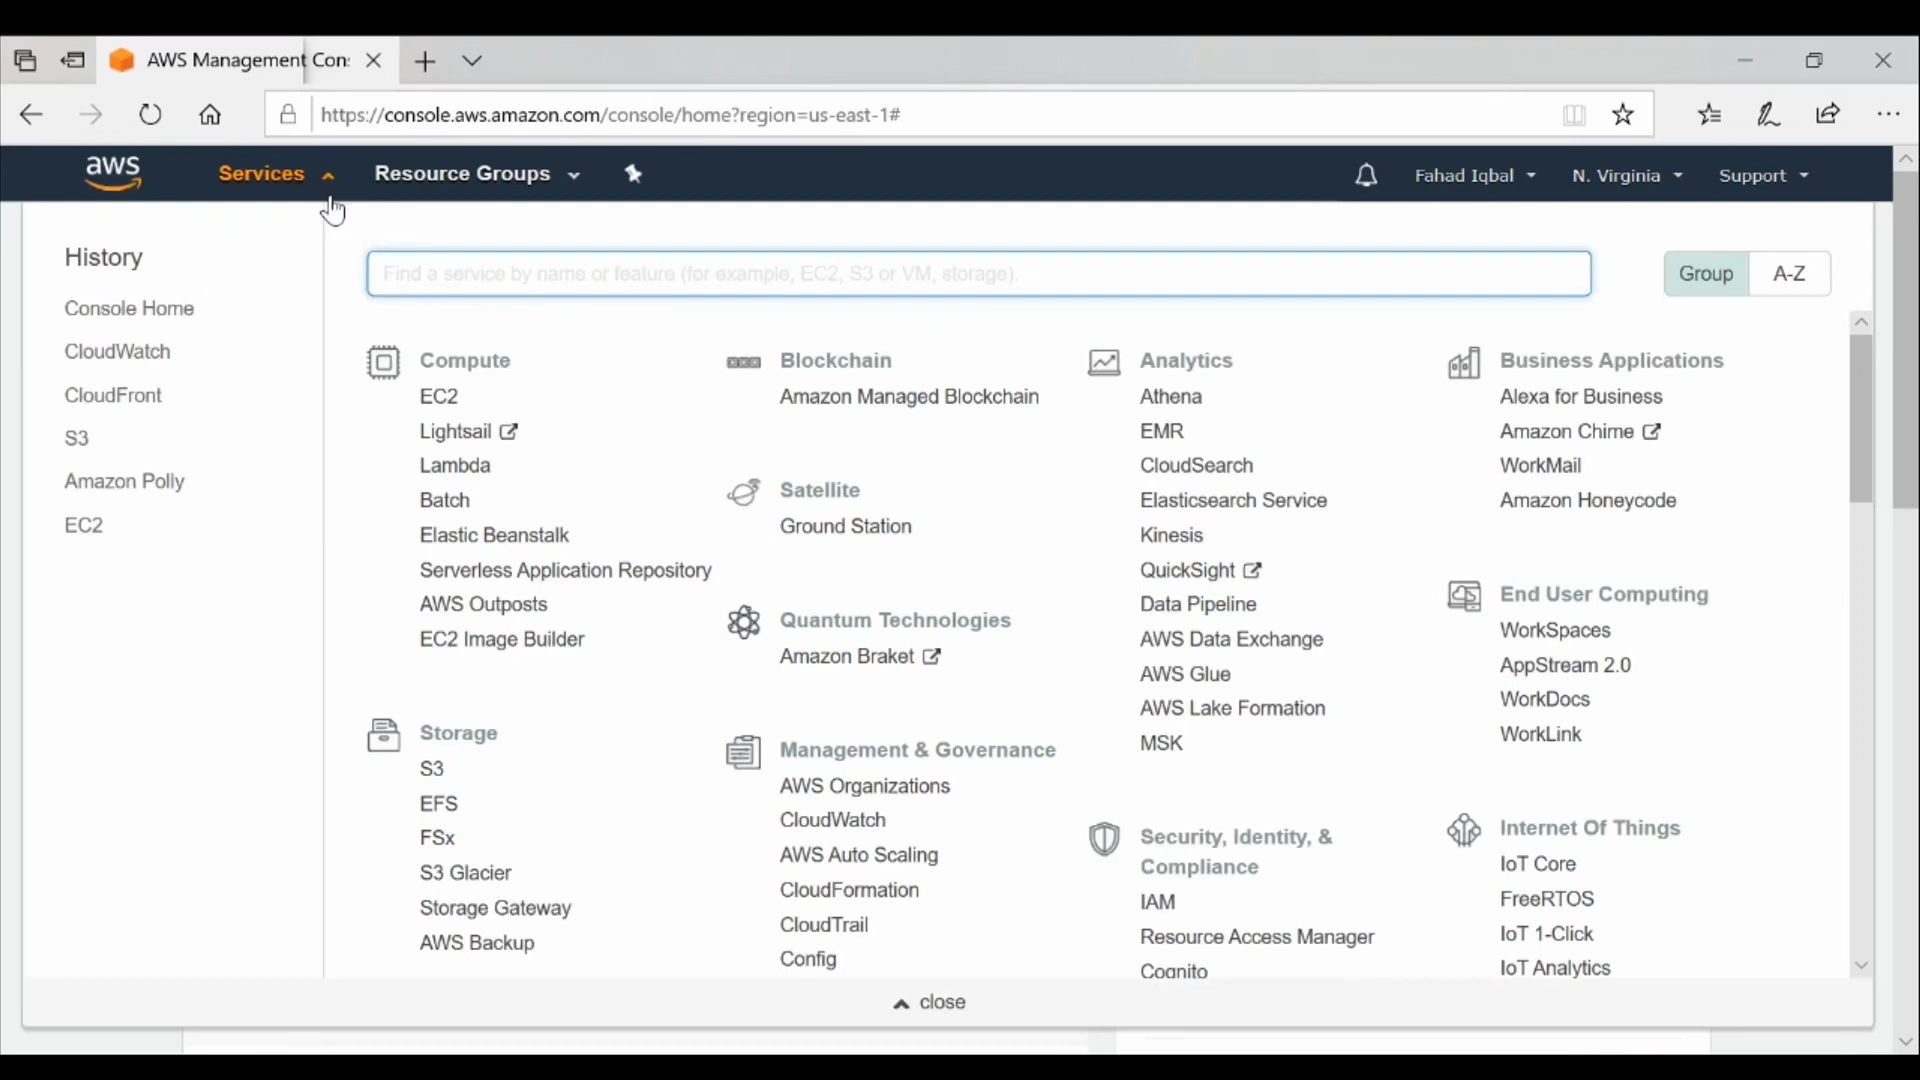 AWS Management Con:
https://console.aws.amazon.com/console/home?region=us-east-1#
aws
Services
Resource Groups
Fahad Iqbal
N. Virginia
Support
History
Console Home
CloudWatch
CloudFront
S3
Amazon Polly
EC2
Find a service by name or feature (for example, EC2, S3 or VM, storage).
Group
A-Z
Compute
EC2
Lightsail
Lambda
Batch
Elastic Beanstalk
Serverless Application Repository
AWS Outposts
EC2 Image Builder
Storage
S3
EFS
FSx
S3 Glacier
Storage Gateway
AWS Backup
Blockchain
Amazon Managed Blockchain
Satellite
Ground Station
Quantum Technologies
Amazon Braket
Management & Governance
AWS Organizations
CloudWatch
AWS Auto Scaling
CloudFormation
CloudTrail
Config
Analytics
Athena
EMR
CloudSearch
Elasticsearch Service
Kinesis
QuickSight
Data Pipeline
AWS Data Exchange
AWS Glue
AWS Lake Formation
MSK
Security, Identity, &
Compliance
IAM
Resource Access Manager
Cognito
Business Applications
Alexa for Business
Amazon Chime
WorkMail
Amazon Honeycode
End User Computing
WorkSpaces
AppStream 2.0
WorkDocs
WorkLink
Internet Of Things
IoT Core
FreeRTOS
IoT 1-Click
IoT Analytics
close